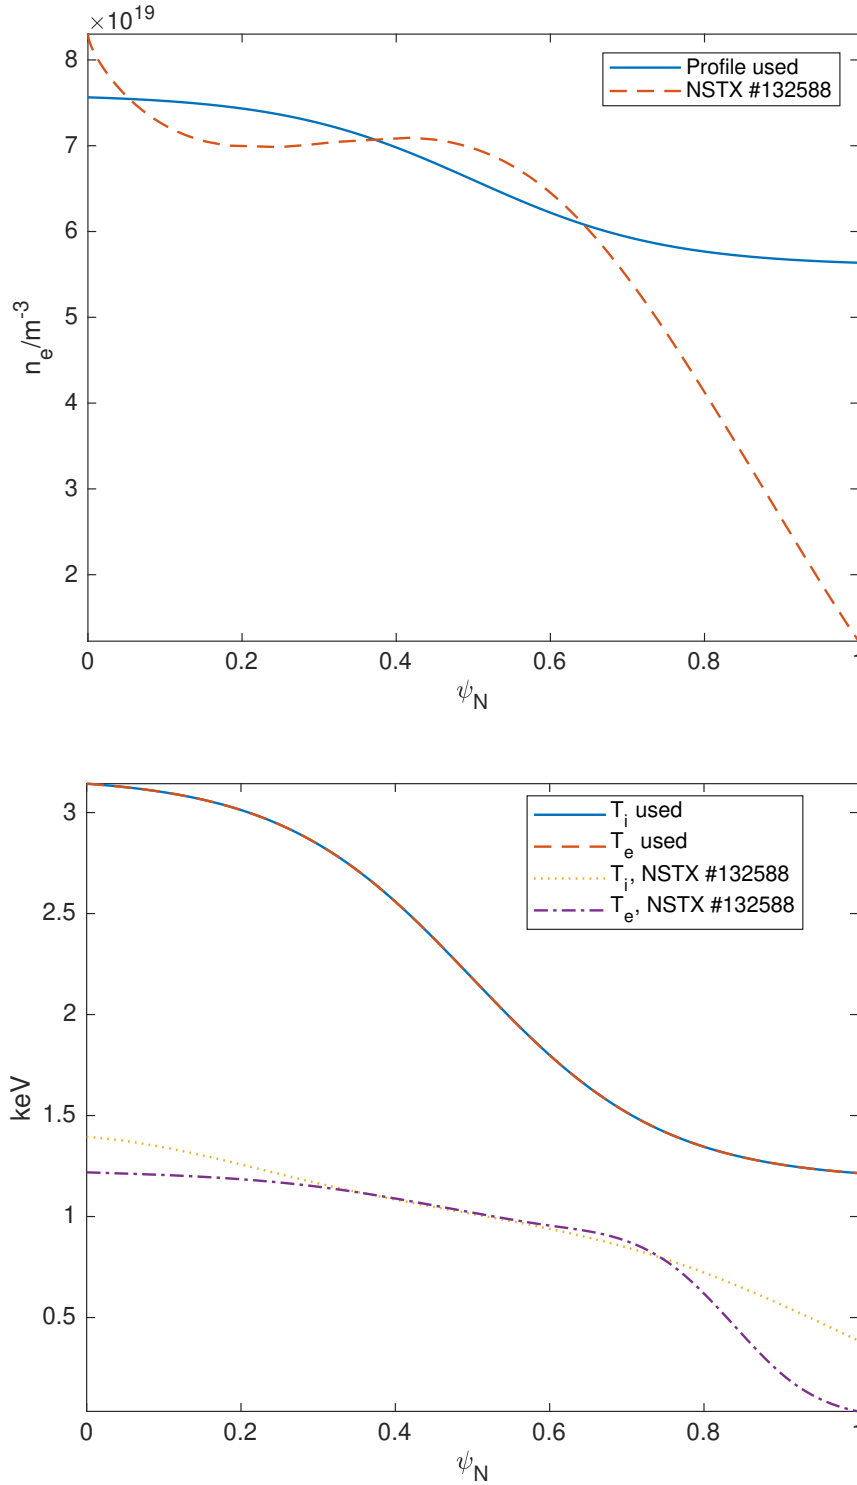 ×10^19
8
7
6
5
4
3
2
n_e/m^-3
0
0.2
0.4
0.6
0.8
1
ψ_N
Profile used
NSTX #132588
3
2.5
2
1.5
1
0.5
keV
0
0.2
0.4
0.6
0.8
1
ψ_N
T_i used
T_e used
T_i, NSTX #132588
T_e, NSTX #132588